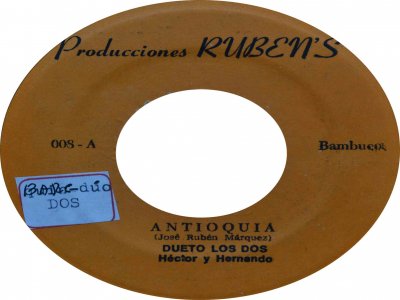 Producciones RUBEN'S
008 - A
Bambuco
DOS
ANTIOQUIA
(José Rubén Márquez)
DUETO LOS DOS
Héctor y Hernando